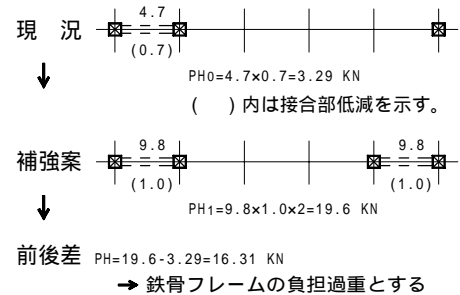 4.7
現 況
(0.7)
PH0=4.7×0.7=3.29 KN
( )内は接合部低減を示す。
9.8 9.8
補強案
(1.0) (1.0)
PH1=9.8×1.0×2=19.6 KN
前後差 PH=19.6-3.29=16.31 KN
→ 鉄骨フレームの負担過重とする